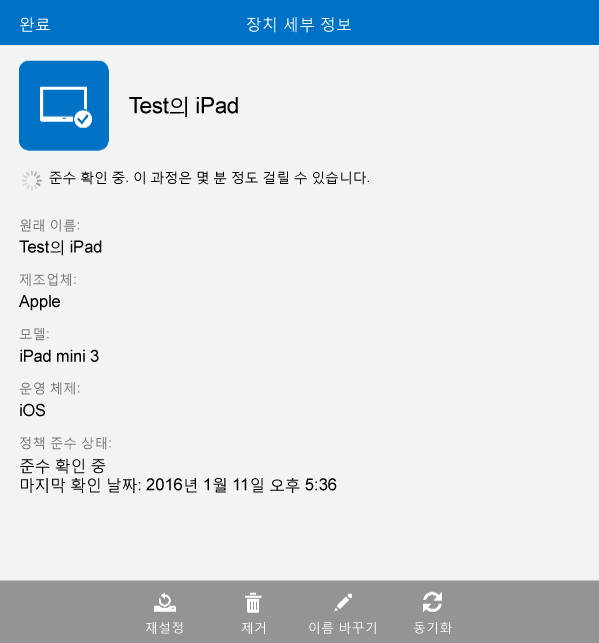 완료
장치 세부 정보
Test의 iPad
준수 확인 중. 이 과정은 몇 분 정도 걸릴 수 있습니다.
원래 이름:
Test의 iPad
제조업체:
Apple
모델:
iPad mini 3
운영 체제:
iOS
정책 준수 상태:
준수 확인 중
마지막 확인 날짜: 2016년 1월 11일 오후 5:36
재설정
제거
이름 바꾸기
동기화